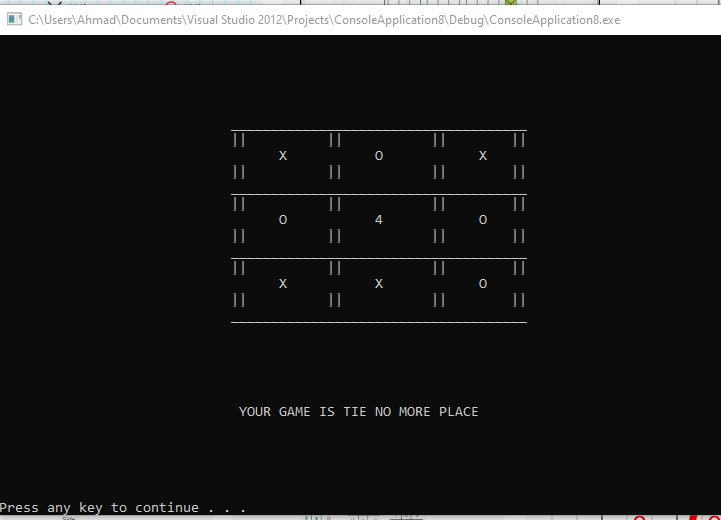 C:\Users\Ahmad\Documents\Visual Studio 2012\Projects\ConsoleApplication8\Debug\ConsoleApplication8.exe
X O X
O 4 O
X X O
YOUR GAME IS TIE NO MORE PLACE
Press any key to continue . . .